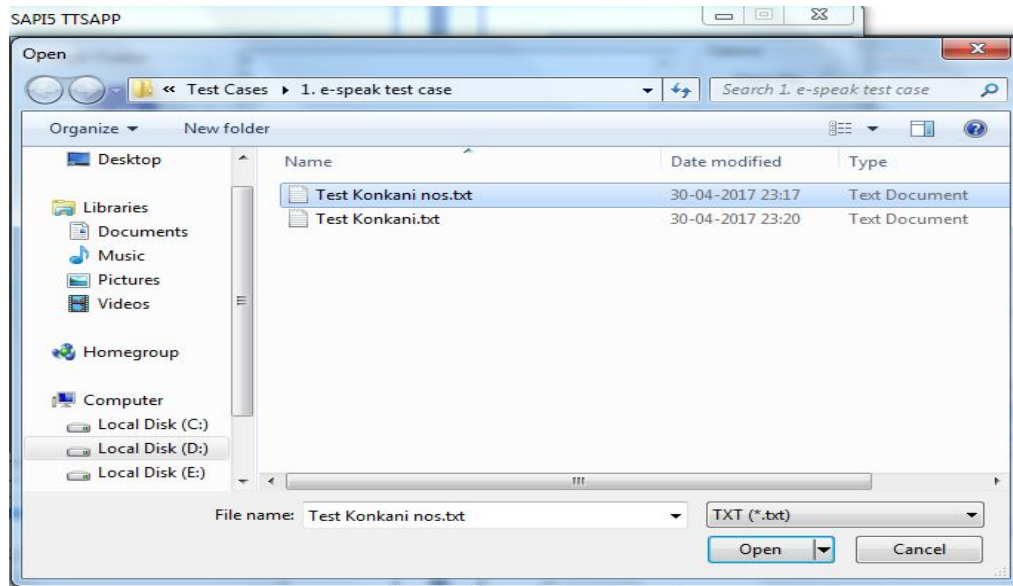 SAPI5 TTSAPP
Open
« Test Cases ▸ 1. e-speak test case
Search 1. e-speak test case
Organize
New folder
Desktop
Libraries
Documents
Music
Pictures
Videos
Homegroup
Computer
Local Disk (C:)
Local Disk (D:)
Local Disk (E:)
Name Date modified Type
Test Konkani nos.txt 30-04-2017 23:17 Text Document
Test Konkani.txt 30-04-2017 23:20 Text Document
File name: Test Konkani nos.txt
TXT (*.txt)
Open
Cancel